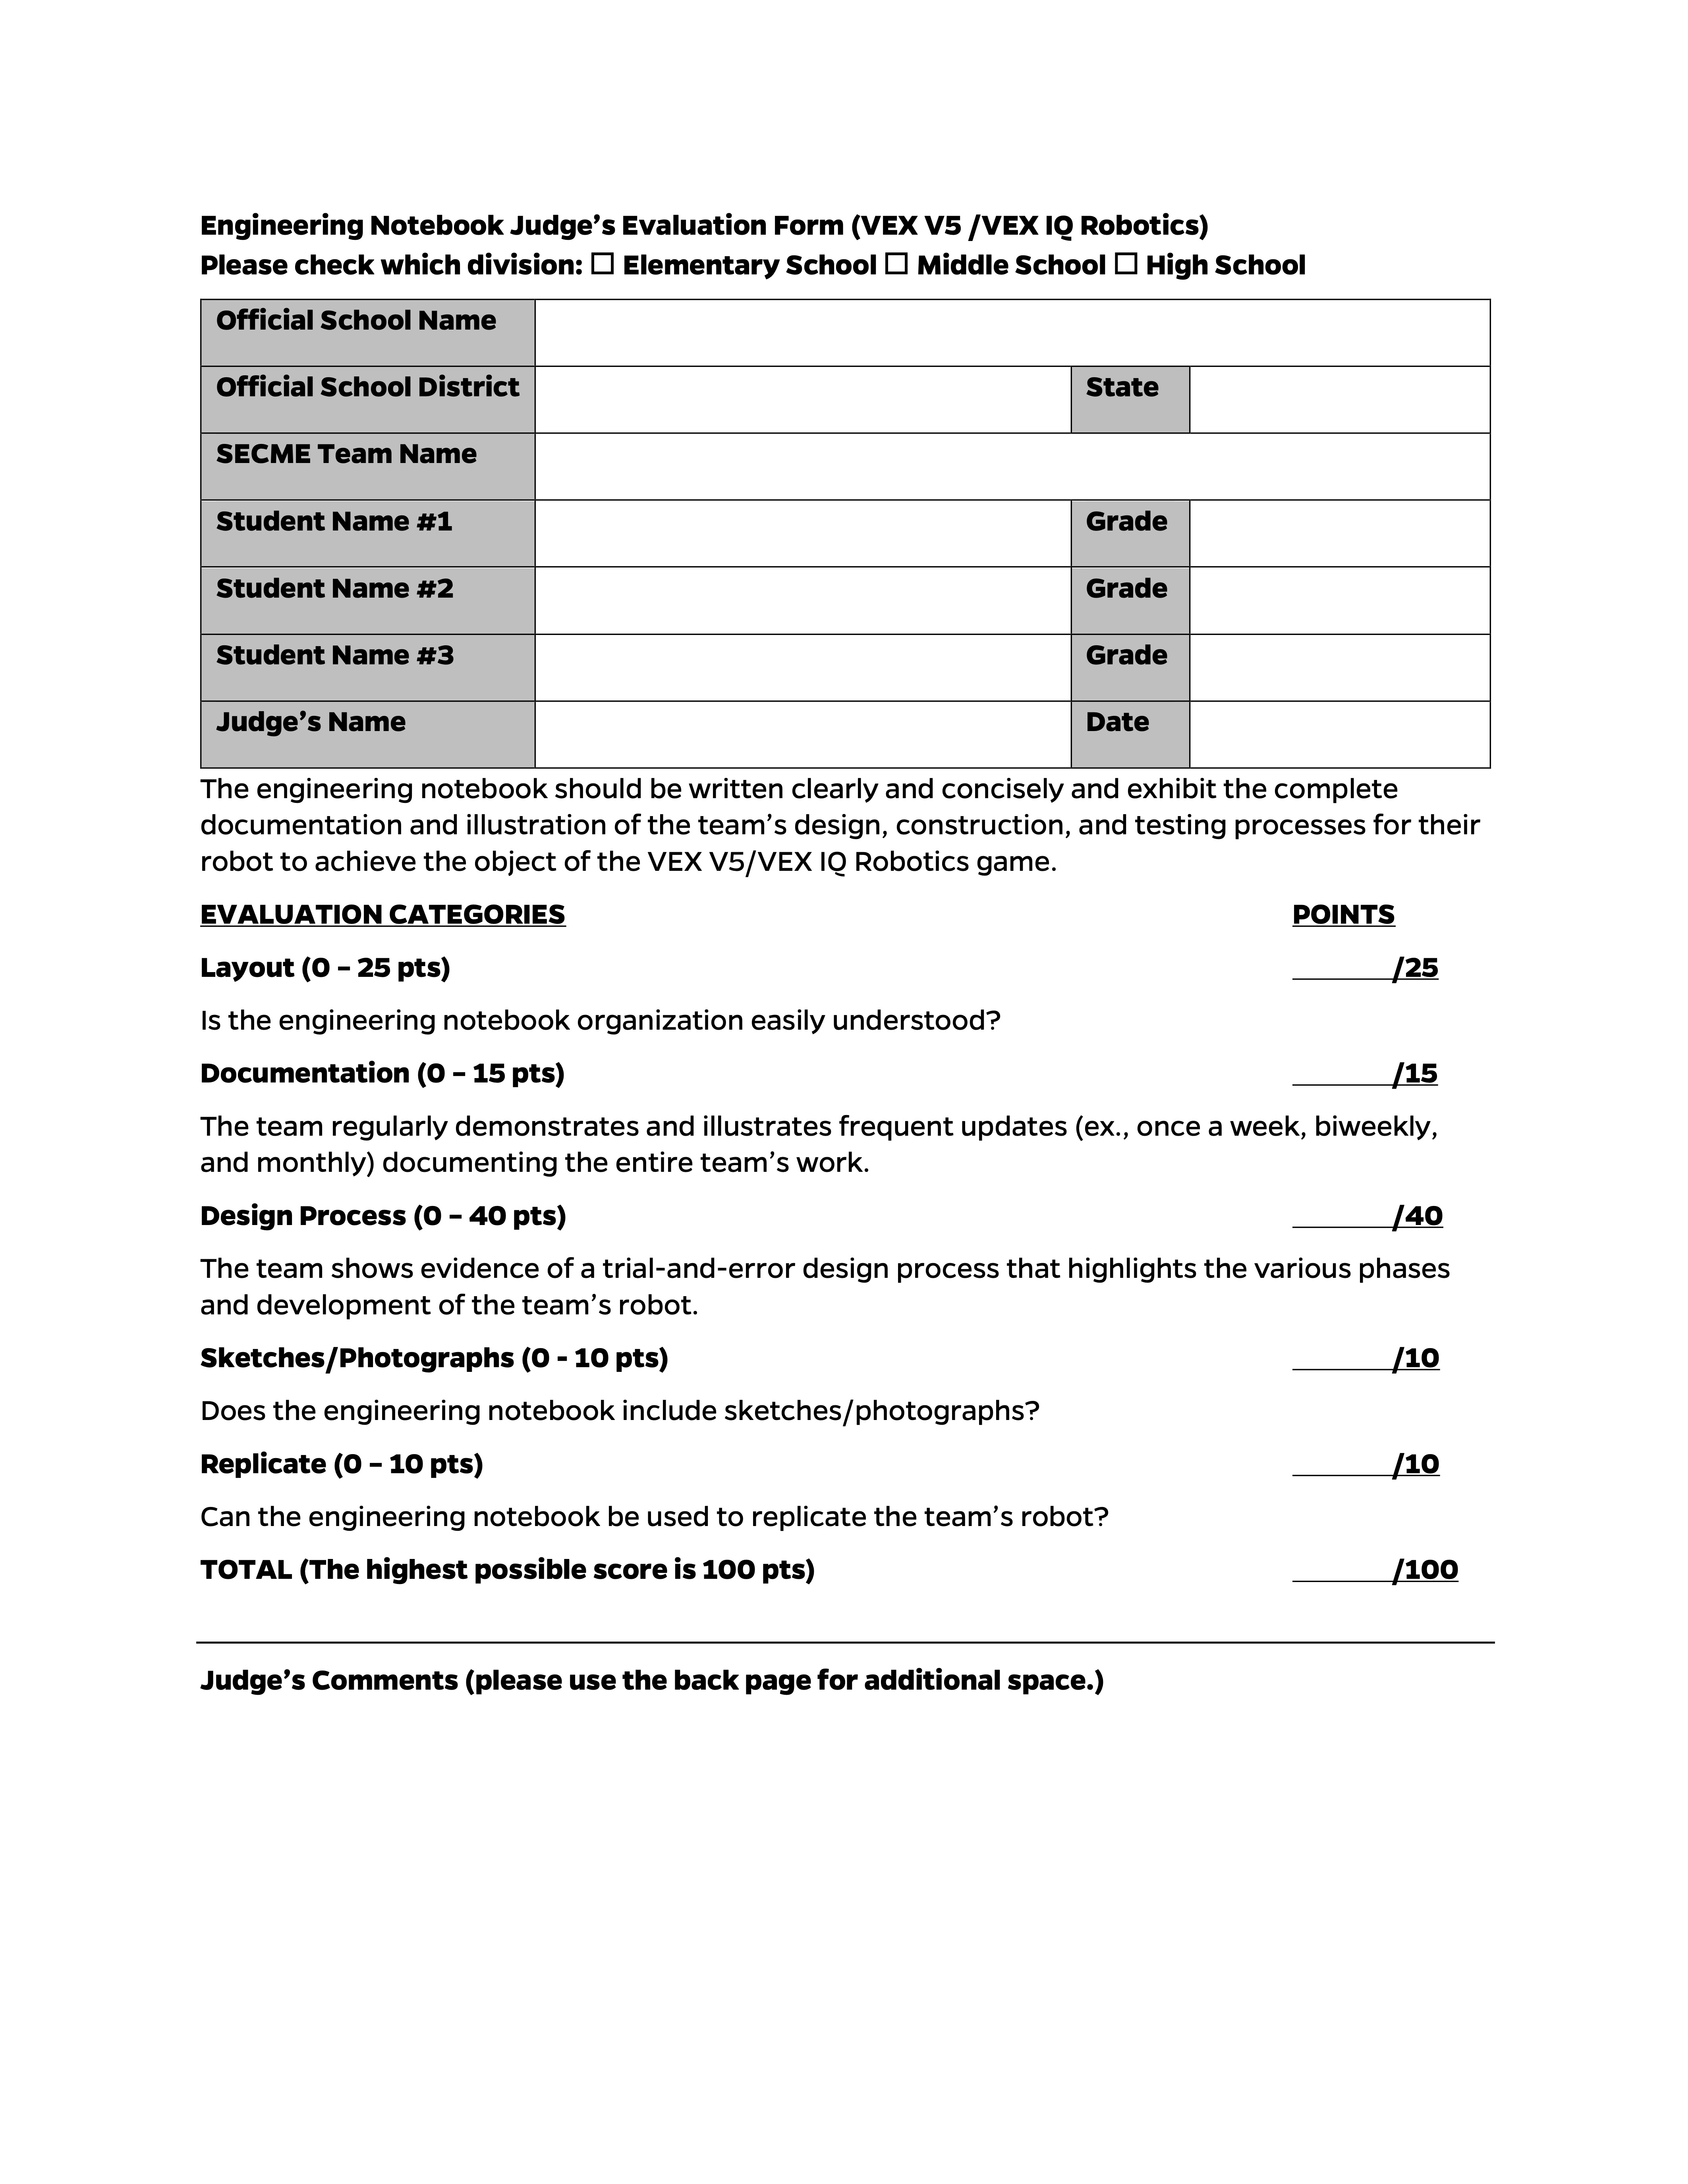 Engineering Notebook Judge’s Evaluation Form (VEX V5 /VEX IQ Robotics)
Please check which division: ☐ Elementary School ☐ Middle School ☐ High School
Official School Name
Official School District State
SECME Team Name
Student Name #1 Grade
Student Name #2 Grade
Student Name #3 Grade
Judge’s Name Date
The engineering notebook should be written clearly and concisely and exhibit the complete
documentation and illustration of the team’s design, construction, and testing processes for their
robot to achieve the object of the VEX V5/VEX IQ Robotics game.
EVALUATION CATEGORIES POINTS
Layout (0 – 25 pts) ______/25
Is the engineering notebook organization easily understood?
Documentation (0 – 15 pts) ______/15
The team regularly demonstrates and illustrates frequent updates (ex., once a week, biweekly,
and monthly) documenting the entire team’s work.
Design Process (0 – 40 pts) ______/40
The team shows evidence of a trial-and-error design process that highlights the various phases
and development of the team’s robot.
Sketches/Photographs (0 - 10 pts) ______/10
Does the engineering notebook include sketches/photographs?
Replicate (0 – 10 pts) ______/10
Can the engineering notebook be used to replicate the team’s robot?
TOTAL (The highest possible score is 100 pts) ______/100
Judge’s Comments (please use the back page for additional space.)